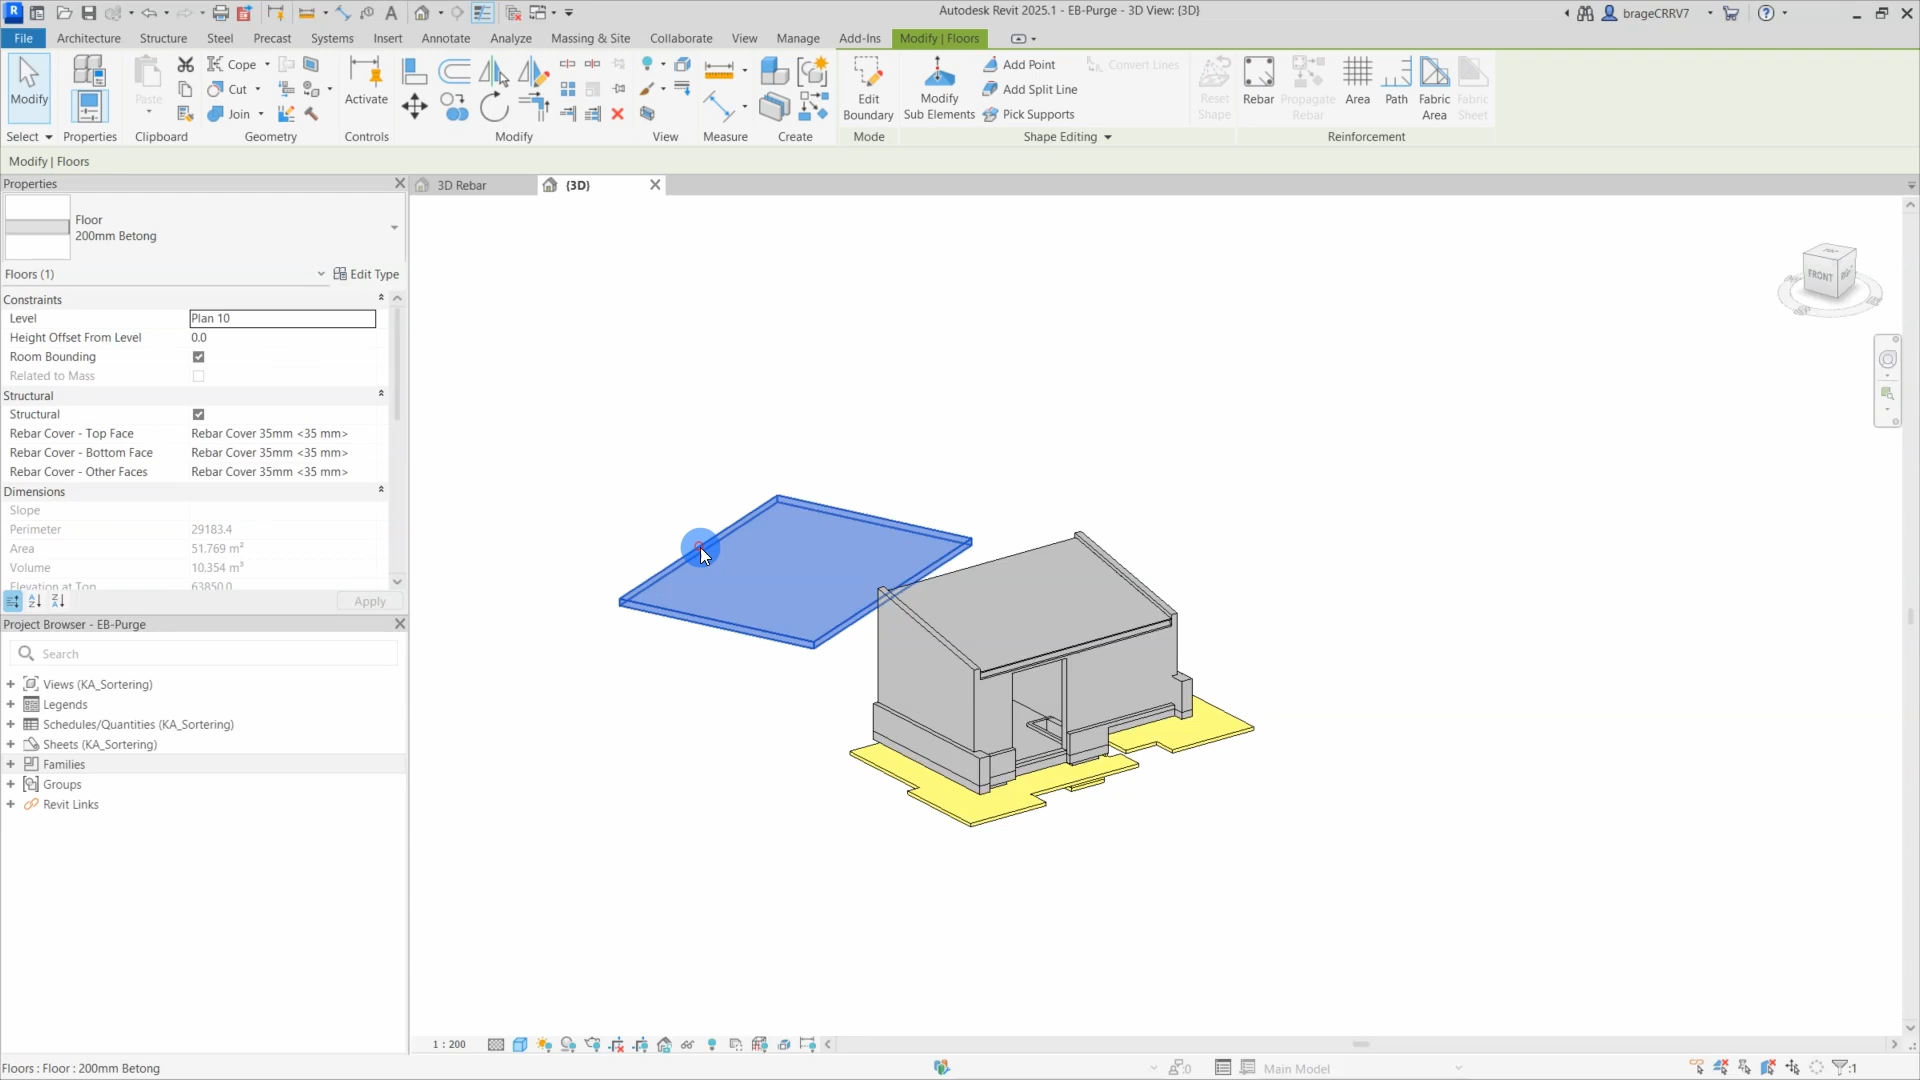 Autodesk Revit 2025.1 - EB-Purge - 3D View: {3D}
brageCRRV7
File Architecture Structure Steel Precast Systems Insert Annotate Analyze Massing & Site Collaborate View Manage Add-Ins Modify | Floors
Modify
Paste
Cope
Cut
Join
Activate
Edit Boundary
Modify Sub Elements
Add Point
Add Split Line
Pick Supports
Convert Lines
Reset Shape
Rebar
Propagate Rebar
Area
Path
Fabric Area
Fabric Sheet
Select Properties Clipboard Geometry Controls Modify View Measure Create Mode Shape Editing Reinforcement
Modify | Floors
Properties
3D Rebar
{3D}
Floor
200mm Betong
Floors (1)
Edit Type
Constraints
Level Plan 10
Height Offset From Level 0.0
Room Bounding
Related to Mass
Structural
Structural
Rebar Cover - Top Face Rebar Cover 35mm <35 mm>
Rebar Cover - Bottom Face Rebar Cover 35mm <35 mm>
Rebar Cover - Other Faces Rebar Cover 35mm <35 mm>
Dimensions
Slope
Perimeter 29183.4
Area 51.769 m²
Volume 10.354 m³
Elevation at Top 63850.0
Apply
Project Browser - EB-Purge
Search
Views (KA_Sortering)
Legends
Schedules/Quantities (KA_Sortering)
Sheets (KA_Sortering)
Families
Groups
Revit Links
FRONT
1 : 200
Floors : Floor : 200mm Betong
:0
Main Model
:1